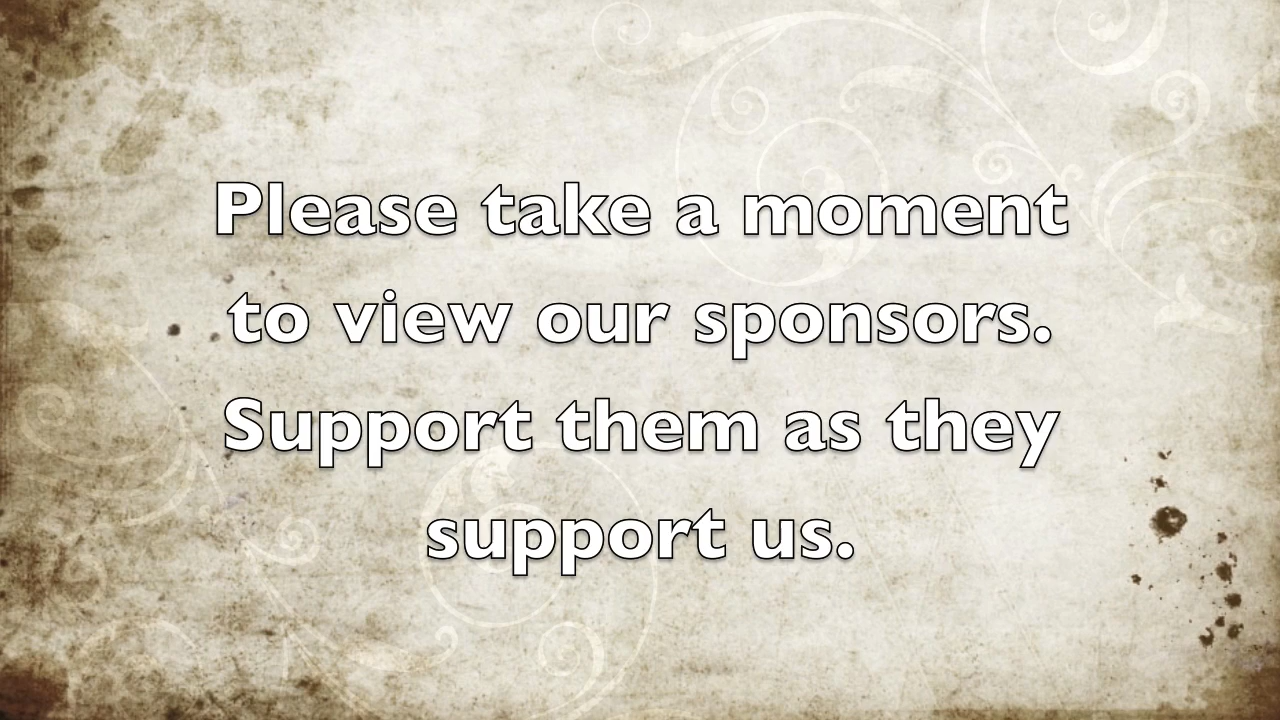 Please take a moment
to view our sponsors.
Support them as they
support us.